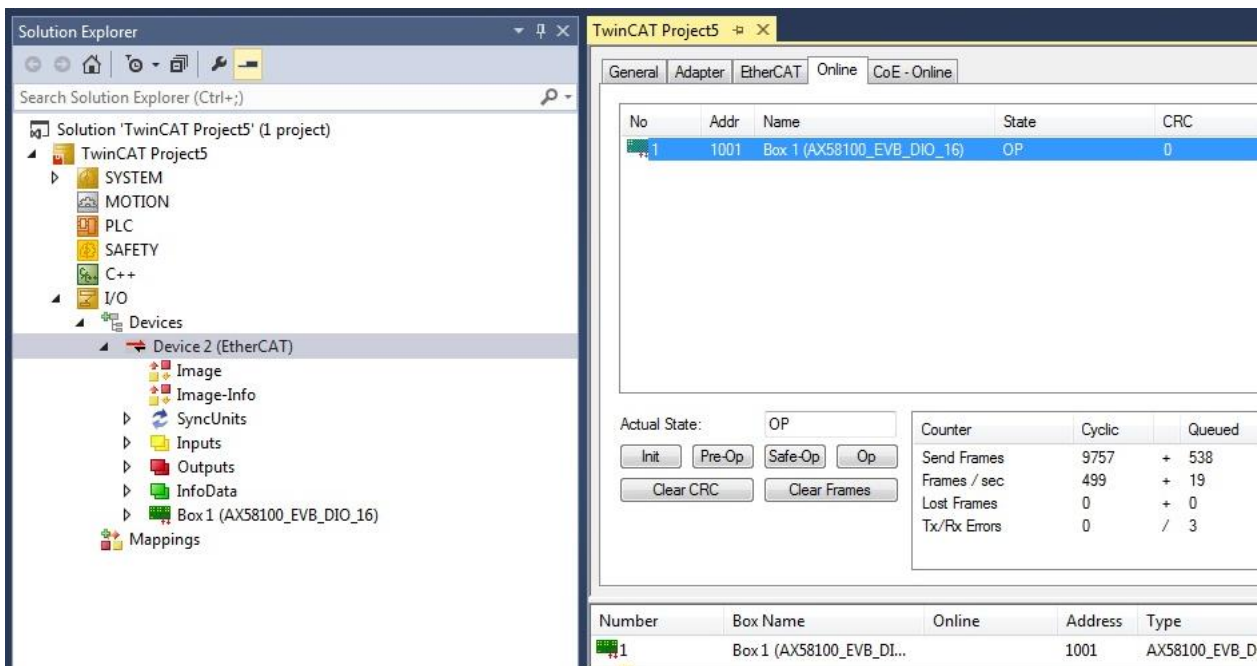 Solution Explorer
Search Solution Explorer (Ctrl+;)
Solution 'TwinCAT Project5' (1 project)
TwinCAT Project5
SYSTEM
MOTION
PLC
SAFETY
C++
I/O
Devices
Device 2 (EtherCAT)
Image
Image-Info
SyncUnits
Inputs
Outputs
InfoData
Box 1 (AX58100_EVB_DIO_16)
Mappings
TwinCAT Project5
General Adapter EtherCAT Online CoE - Online
No Addr Name State CRC
1 1001 Box 1 (AX58100_EVB_DIO_16) OP 0
Actual State: OP
Init Pre-Op Safe-Op Op
Clear CRC Clear Frames
Counter Cyclic Queued
Send Frames 9757 + 538
Frames / sec 499 + 19
Lost Frames 0 + 0
Tx/Rx Errors 0 / 3
Number Box Name Online Address Type
1 Box 1 (AX58100_EVB_DI... 1001 AX58100_EVB_D